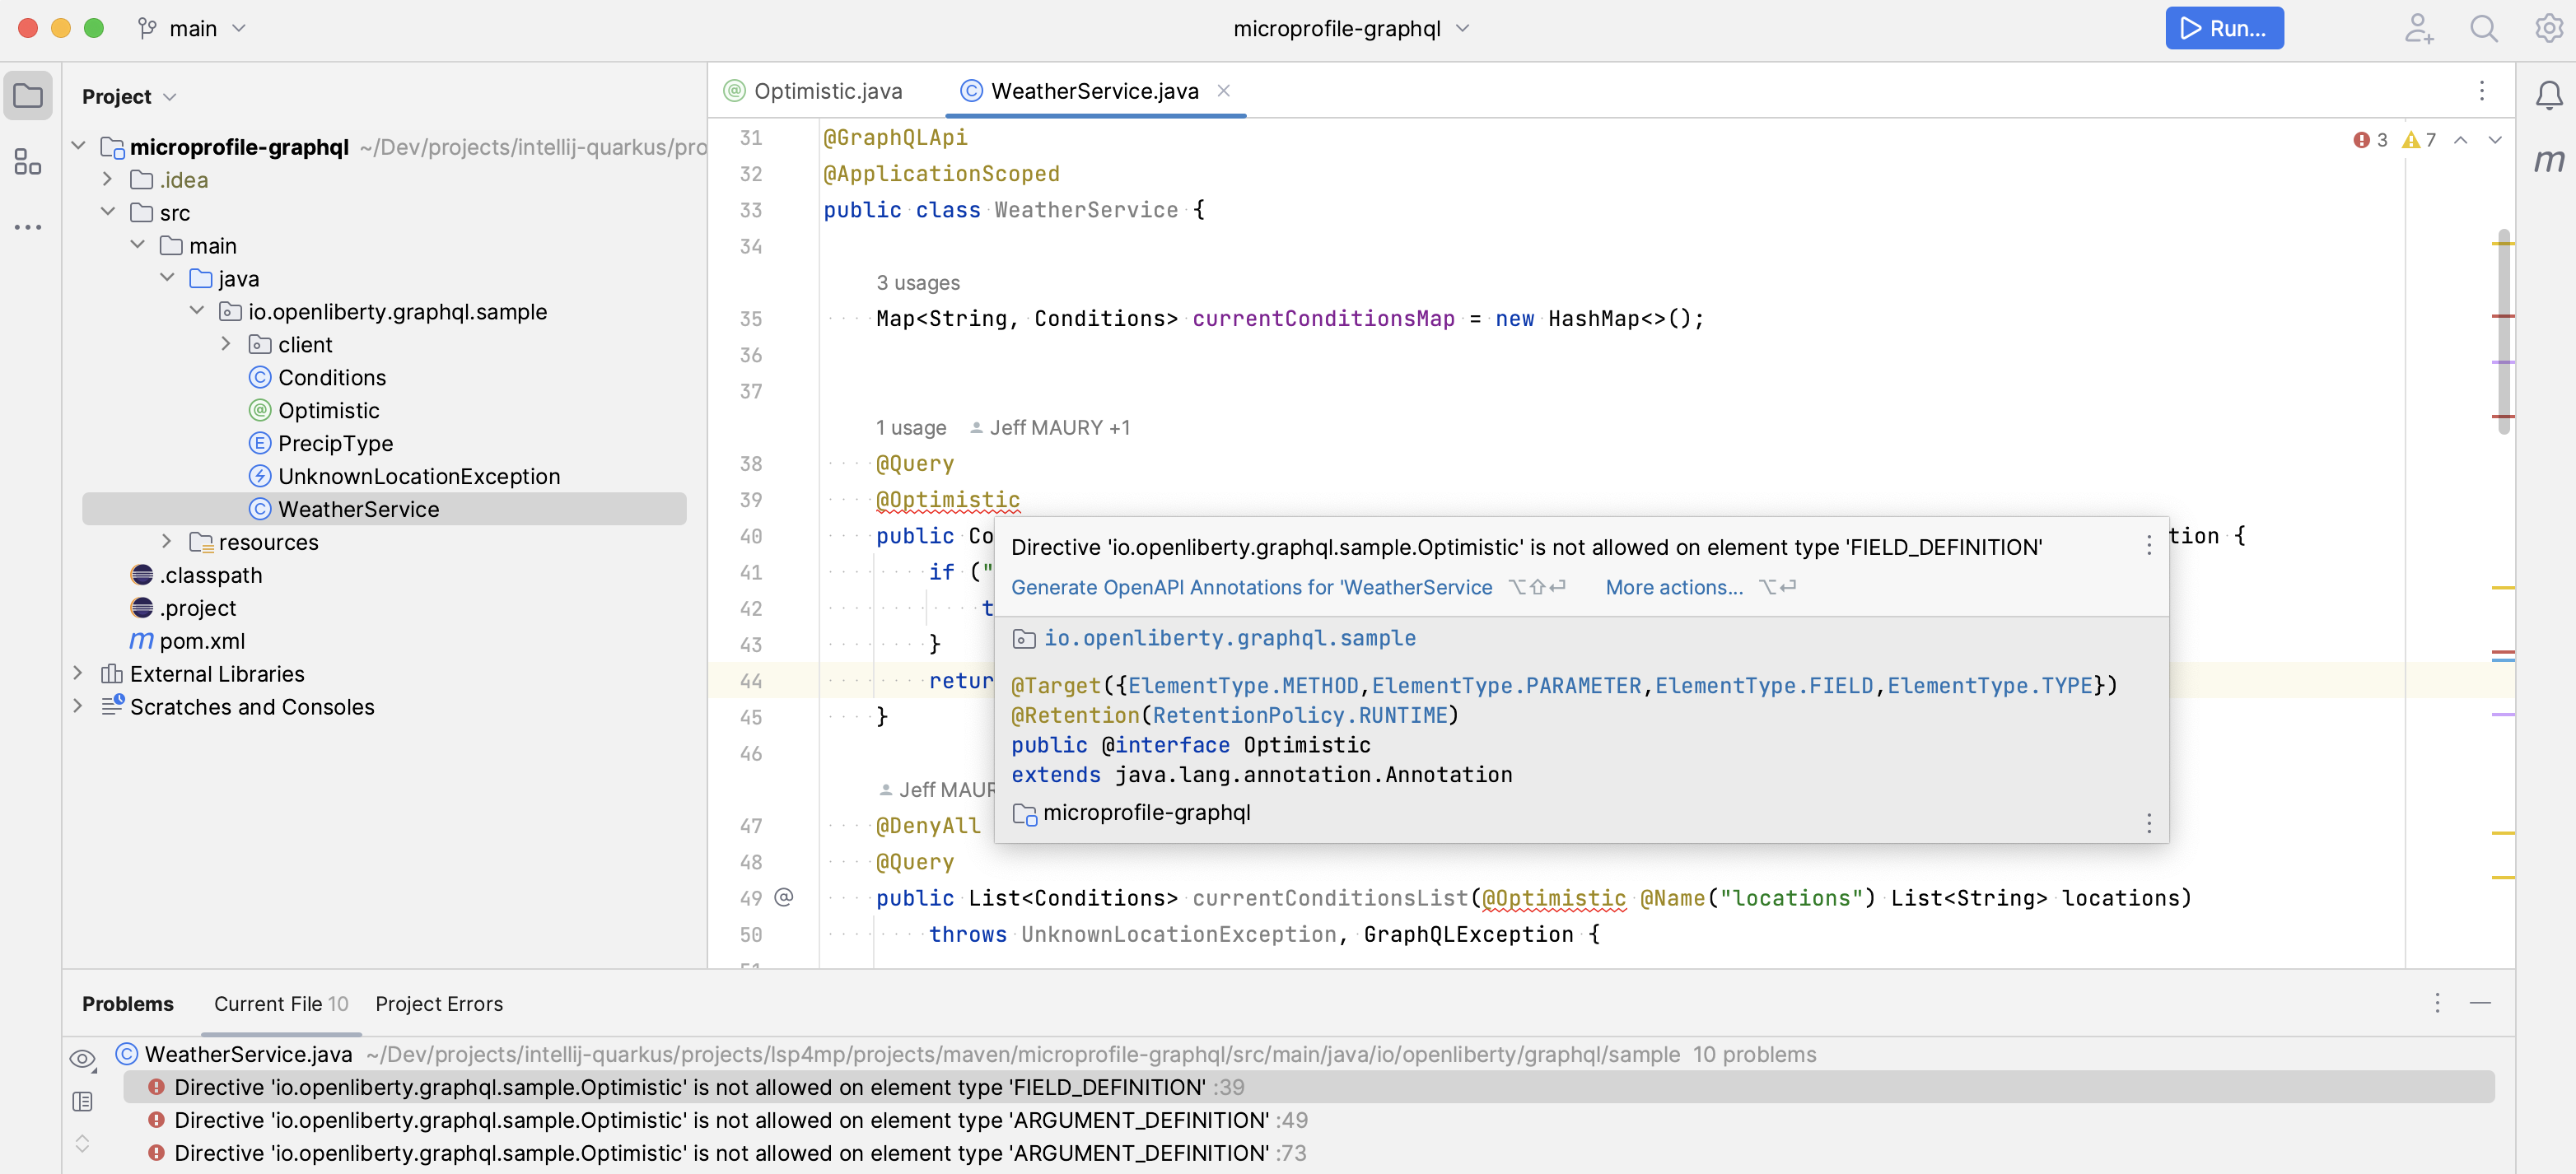 main
microprofile-graphql
Run...
Project
microprofile-graphql ~/Dev/projects/intellij-quarkus/pro
.idea
src
main
java
io.openliberty.graphql.sample
client
Conditions
Optimistic
PrecipType
UnknownLocationException
WeatherService
resources
.classpath
.project
pom.xml
External Libraries
Scratches and Consoles
Optimistic.java
WeatherService.java
3 7
31 @GraphQLApi
32 @ApplicationScoped
33 public class WeatherService {
34
3 usages
35 Map<String, Conditions> currentConditionsMap = new HashMap<>();
36
37
1 usage Jeff MAURY +1
38 @Query
39 @Optimistic
40 public Co tion {
41 if ("
42 t
43 }
44 retur
45 }
46
Jeff MAUR
47 @DenyAll
48 @Query
49 public List<Conditions> currentConditionsList(@Optimistic @Name("locations") List<String> locations)
50 throws UnknownLocationException, GraphQLException {
51
Directive 'io.openliberty.graphql.sample.Optimistic' is not allowed on element type 'FIELD_DEFINITION'
Generate OpenAPI Annotations for 'WeatherService ⌥⇧⏎ More actions... ⌥⏎
io.openliberty.graphql.sample
@Target({ElementType.METHOD,ElementType.PARAMETER,ElementType.FIELD,ElementType.TYPE})
@Retention(RetentionPolicy.RUNTIME)
public @interface Optimistic
extends java.lang.annotation.Annotation
microprofile-graphql
Problems Current File 10 Project Errors
WeatherService.java ~/Dev/projects/intellij-quarkus/projects/lsp4mp/projects/maven/microprofile-graphql/src/main/java/io/openliberty/graphql/sample 10 problems
Directive 'io.openliberty.graphql.sample.Optimistic' is not allowed on element type 'FIELD_DEFINITION' :39
Directive 'io.openliberty.graphql.sample.Optimistic' is not allowed on element type 'ARGUMENT_DEFINITION' :49
Directive 'io.openliberty.graphql.sample.Optimistic' is not allowed on element type 'ARGUMENT_DEFINITION' :73